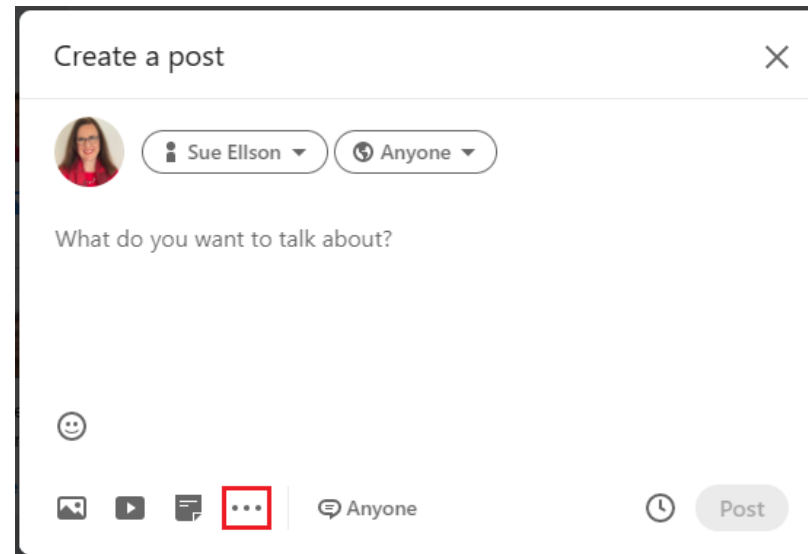 Create a post
Sue Ellson
Anyone
What do you want to talk about?
Anyone
Post